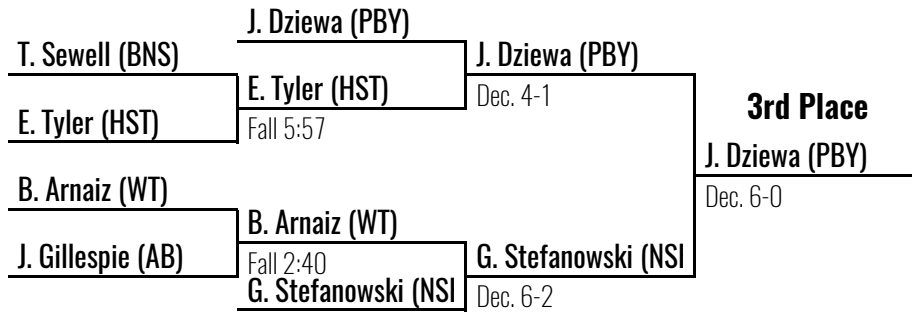 J. Dziewa (PBY)
T. Sewell (BNS)
J. Dziewa (PBY)
E. Tyler (HST)
Dec. 4-1
3rd Place
E. Tyler (HST)
Fall 5:57
J. Dziewa (PBY)
B. Arnaiz (WT)
Dec. 6-0
B. Arnaiz (WT)
J. Gillespie (AB)
Fall 2:40
G. Stefanowski (NSI
G. Stefanowski (NSI
Dec. 6-2